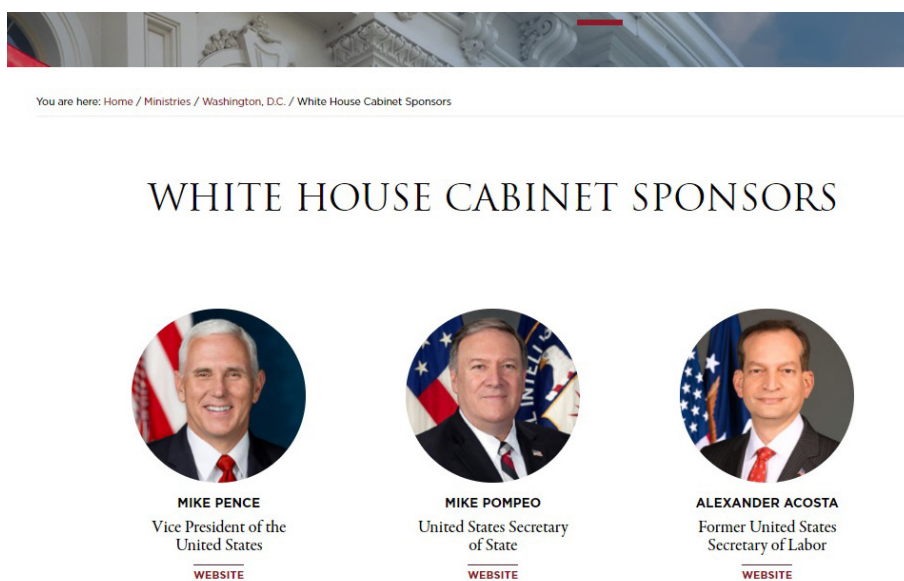 You are here: Home / Ministries / Washington, D.C. / White House Cabinet Sponsors
WHITE HOUSE CABINET SPONSORS
MIKE PENCE
Vice President of the
United States
WEBSITE
MIKE POMPEO
United States Secretary
of State
WEBSITE
ALEXANDER ACOSTA
Former United States
Secretary of Labor
WEBSITE